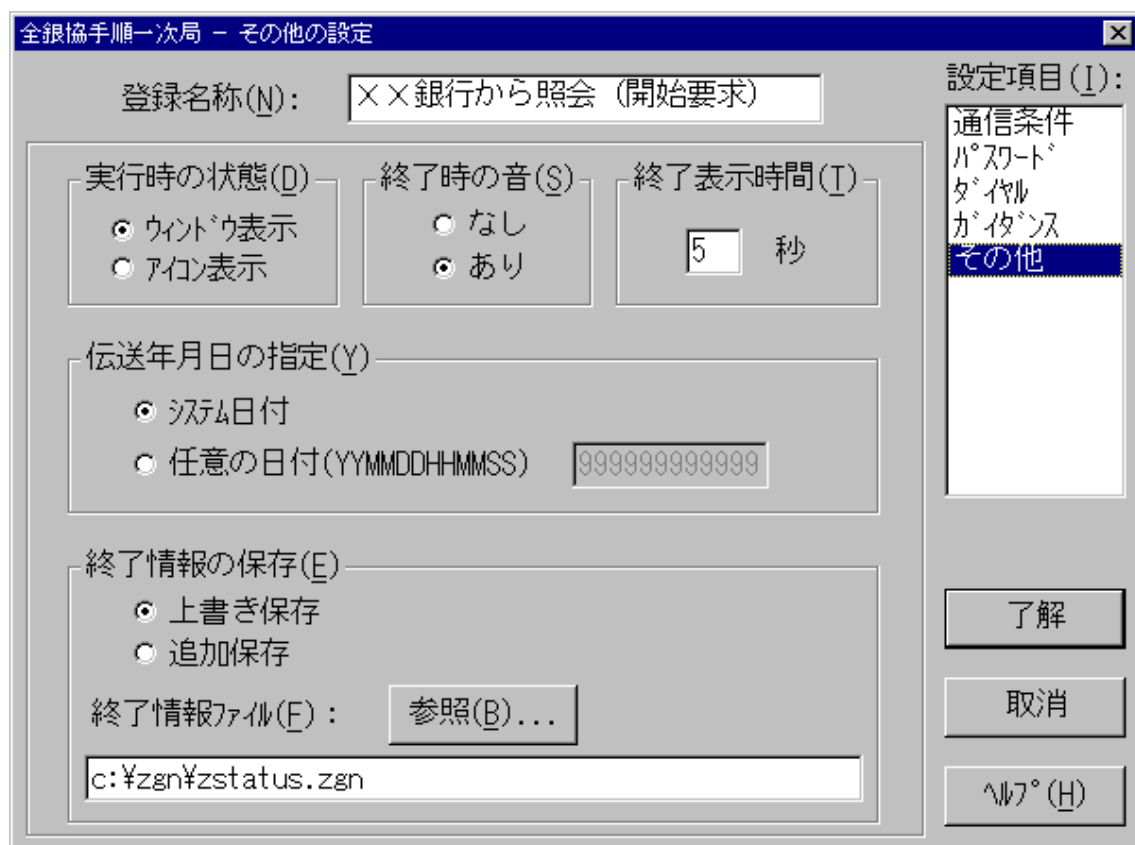 全銀協手順一次局 － その他の設定
登録名称(N): ××銀行から照会（開始要求）
設定項目(I):
通信条件
ﾊﾟｽﾜｰﾄﾞ
ﾀﾞｲﾔﾙ
ｶﾞｲﾀﾞﾝｽ
その他
実行時の状態(D)
ｳｨﾝﾄﾞｳ表示
ｱｲｺﾝ表示
終了時の音(S)
なし
あり
終了表示時間(T)
5 秒
伝送年月日の指定(Y)
ｼｽﾃﾑ日付
任意の日付(YYMMDDHHMMSS) 999999999999
終了情報の保存(E)
上書き保存
追加保存
終了情報ﾌｧｲﾙ(F): 参照(B)...
c:¥zgn¥zstatus.zgn
了解
取消
ﾍﾙﾌﾟ(H)